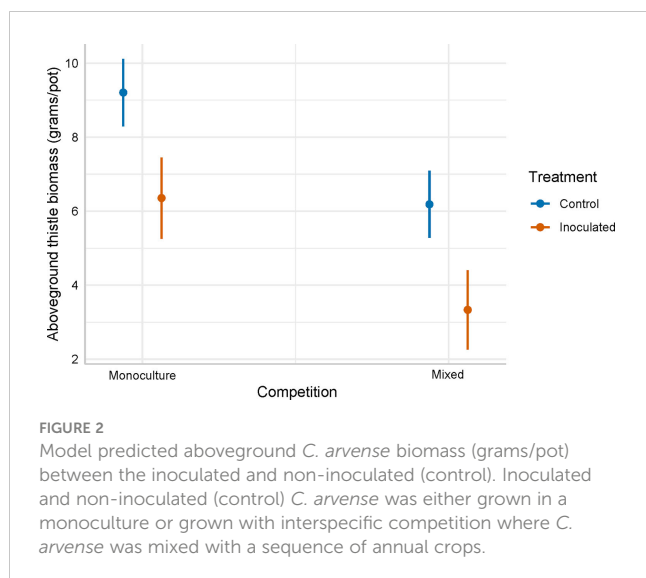 Aboveground thistle biomass (grams/pot)
10
8
6
4
2
Monoculture
Mixed
Competition
Treatment
Control
Inoculated
FIGURE 2
Model predicted aboveground C. arvense biomass (grams/pot)
between the inoculated and non-inoculated (control). Inoculated
and non-inoculated (control) C. arvense was either grown in a
monoculture or grown with interspecific competition where C.
arvense was mixed with a sequence of annual crops.